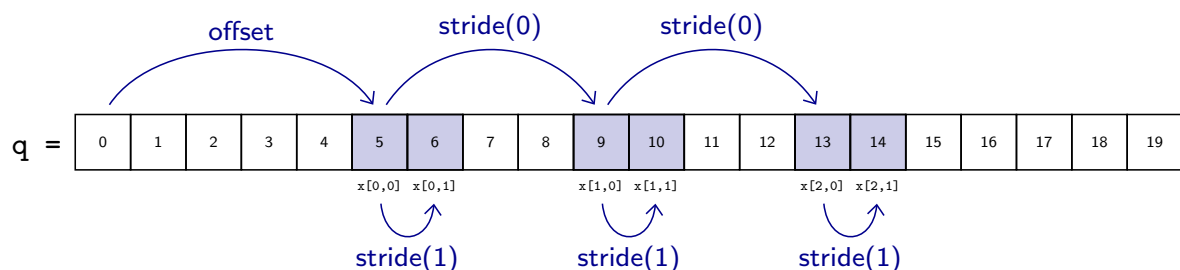 offset stride(0) stride(0)
q = 0 1 2 3 4 5 6 7 8 9 10 11 12 13 14 15 16 17 18 19
x[0,0] x[0,1] x[1,0] x[1,1] x[2,0] x[2,1]
stride(1) stride(1) stride(1)